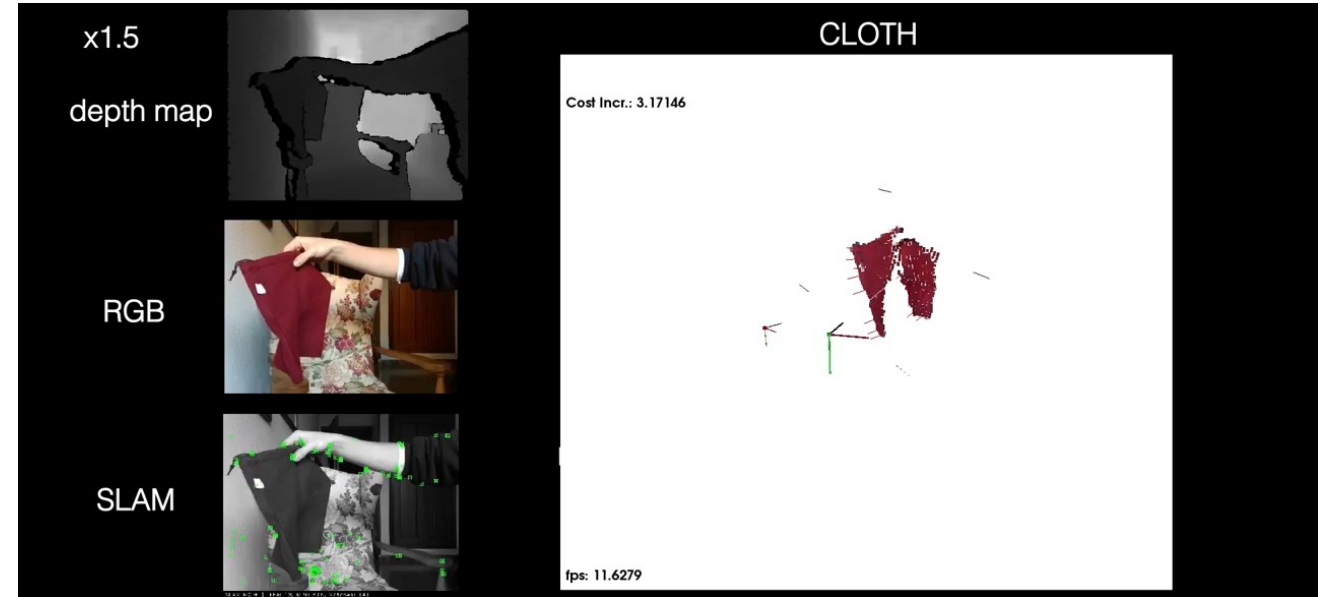 x1.5
depth map
RGB
SLAM
CLOTH
Cost Incr.: 3.17146
fps: 11.6279